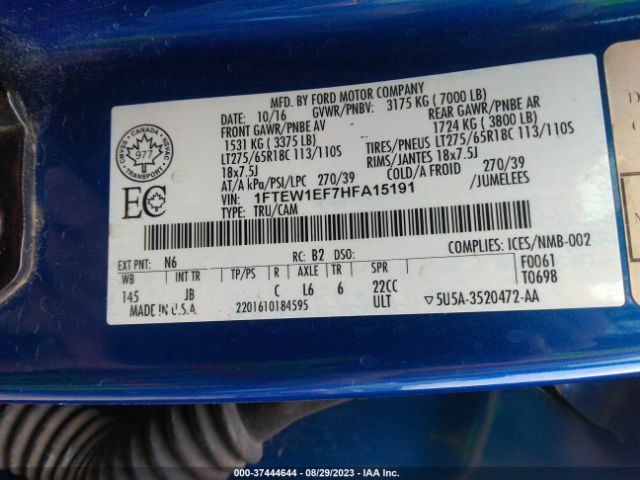 MFD. BY FORD MOTOR COMPANY
DATE: 10/16 GVWR/PNBV: 3175 KG ( 7000 LB)
FRONT GAWR/PNBE AV REAR GAWR/PNBE AR
1531 KG ( 3375 LB) 1724 KG ( 3800 LB)
LT275/65R18C 113/110S TIRES/PNEUS LT275/65R18C 113/110S
18x7.5J RIMS/JANTES 18x7.5J
AT/A kPa/PSI/LPC 270/39 COLD/A FROID 270/39
VIN: 1FTEW1EF7HFA15191 /JUMELEES
TYPE: TRU/CAM
CANADA
977
EC
COMPLIES: ICES/NMB-002
EXT PNT: N6 RC: B2 DSO: F0061
WB INT TR TP/PS R AXLE TR SPR T0698
145 JB C L6 6 22CC
MADE IN U.S.A. 2201610184595 ULT ▽5U5A-3520472-AA
000-37444644 08/29/2023 - IAA Inc.